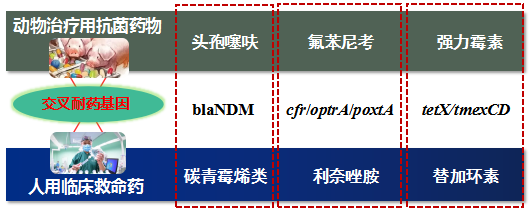 动物治疗用抗菌药物 头孢噻呋 氟苯尼考 强力霉素
交叉耐药基因 blaNDM cfr/optrA/poxtA tetX/tmexCD
人用临床救命药 碳青霉烯类 利奈唑胺 替加环素